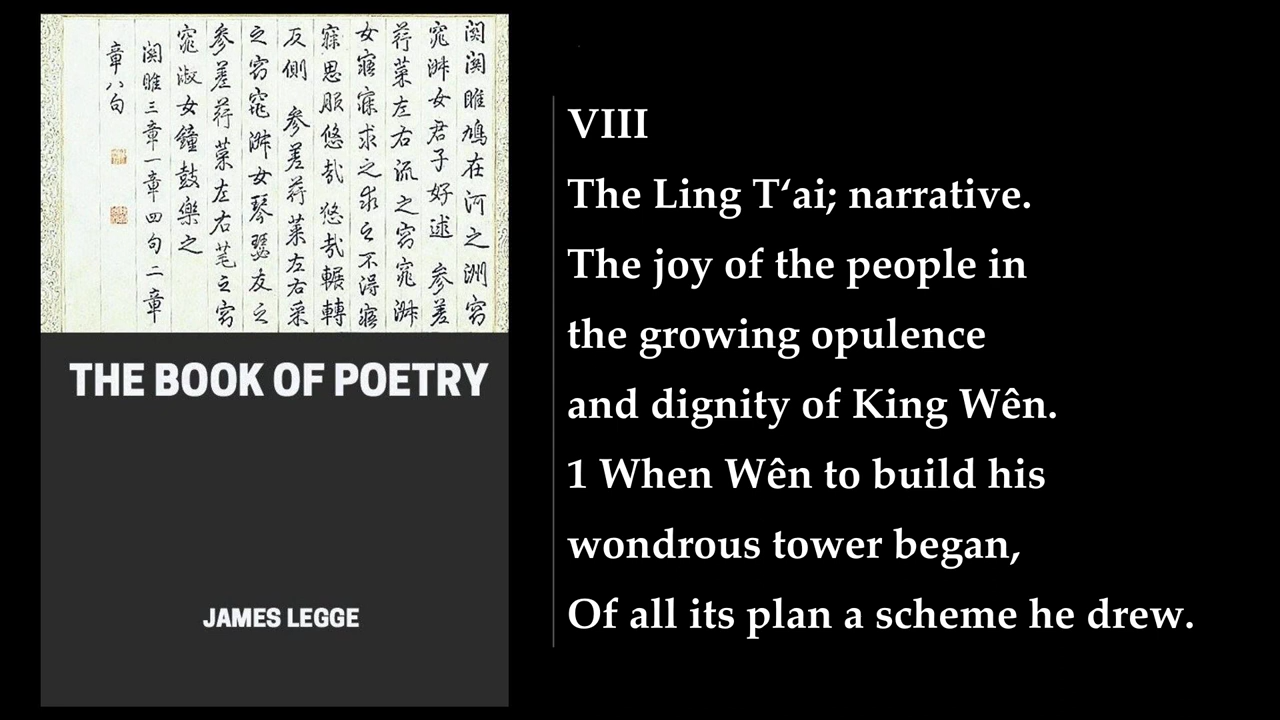 關關雎鳩在河之洲窈
窕淑女君子好逑 參差
荇菜左右流之窈窕淑
女寤寐求之求之不得寤
寐思服悠哉悠哉輾轉
反側 參差荇菜左右采
之窈窕淑女琴瑟友之
參差荇菜左右芼之窈
窕淑女鐘鼓樂之
關雎三章一章四句二章
章八句
THE BOOK OF POETRY
JAMES LEGGE
VIII
The Ling T‘ai; narrative.
The joy of the people in
the growing opulence
and dignity of King Wên.
1 When Wên to build his
wondrous tower began,
Of all its plan a scheme he drew.